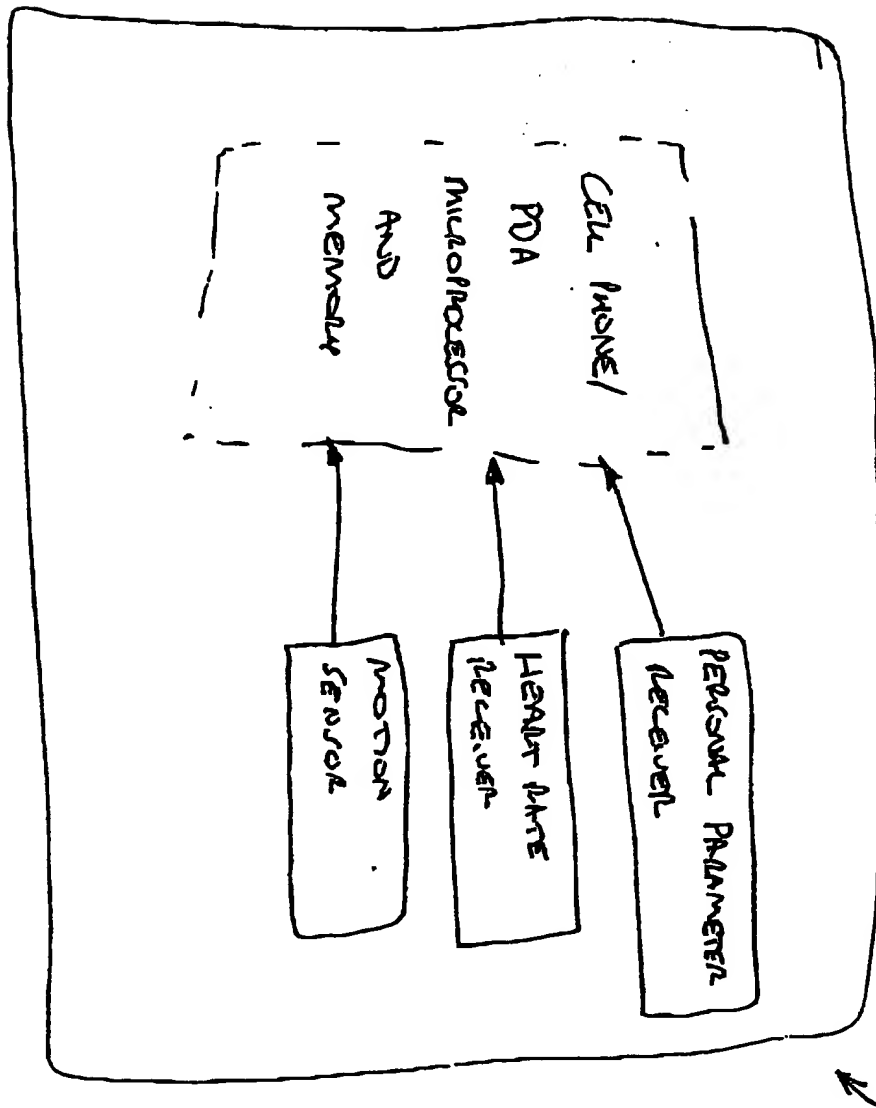 CELL PHONE/
PDA
MICROPROCESSOR
AND
MEMORY
PERSONAL PARAMETER
RECEIVER
HEART RATE
RECEIVER
MOTION
SENSOR